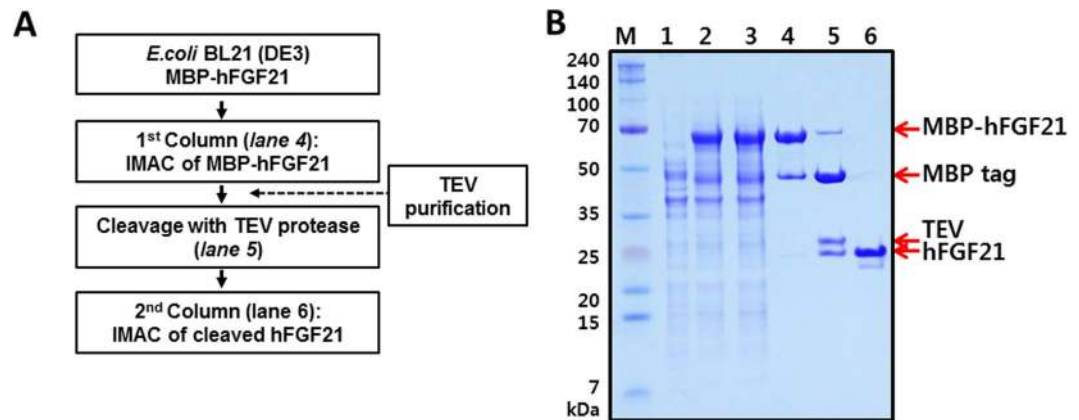 A
E.coli BL21 (DE3)
MBP-hFGF21
1st Column (lane 4):
IMAC of MBP-hFGF21
TEV
purification
Cleavage with TEV protease
(lane 5)
2nd Column (lane 6):
IMAC of cleaved hFGF21
B
M 1 2 3 4 5 6
240
140
100
70
50
35
25
20
15
7
kDa
MBP-hFGF21
MBP tag
TEV
hFGF21